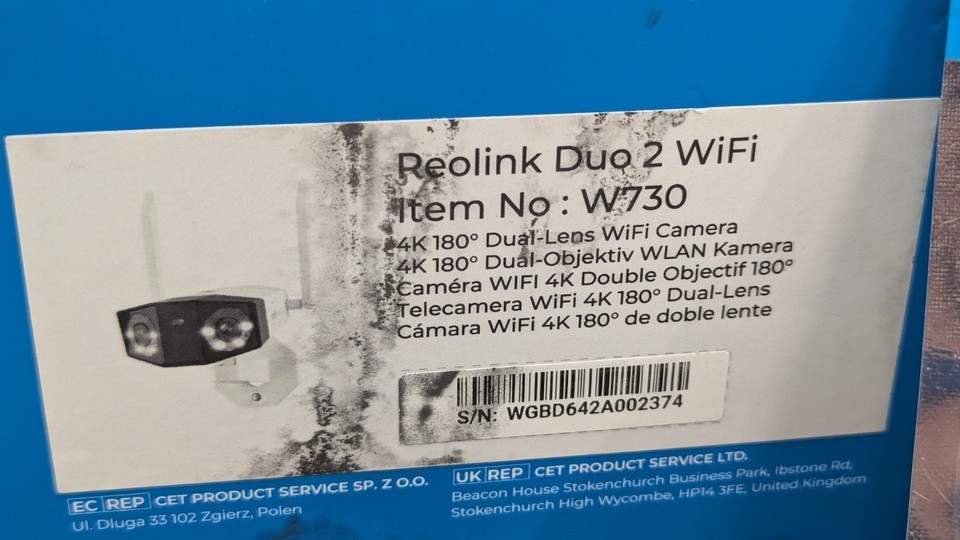 Reolink Duo 2 WiFi
Item No : W730
4K 180° Dual-Lens WiFi Camera
4K 180° Dual-Objektiv WLAN Kamera
Caméra WIFI 4K Double Objectif 180°
Telecamera WiFi 4K 180° Dual-Lens
Cámara WiFi 4K 180° de doble lente
S/N: WGBD642A002374
EC REP CET PRODUCT SERVICE SP. Z O.O.
Ul. Dluga 33 102 Zgierz, Polen
UK REP CET PRODUCT SERVICE LTD.
Beacon House Stokenchurch Business Park, Ibstone Rd,
Stokenchurch High Wycombe, HP14 3FE, United Kingdom